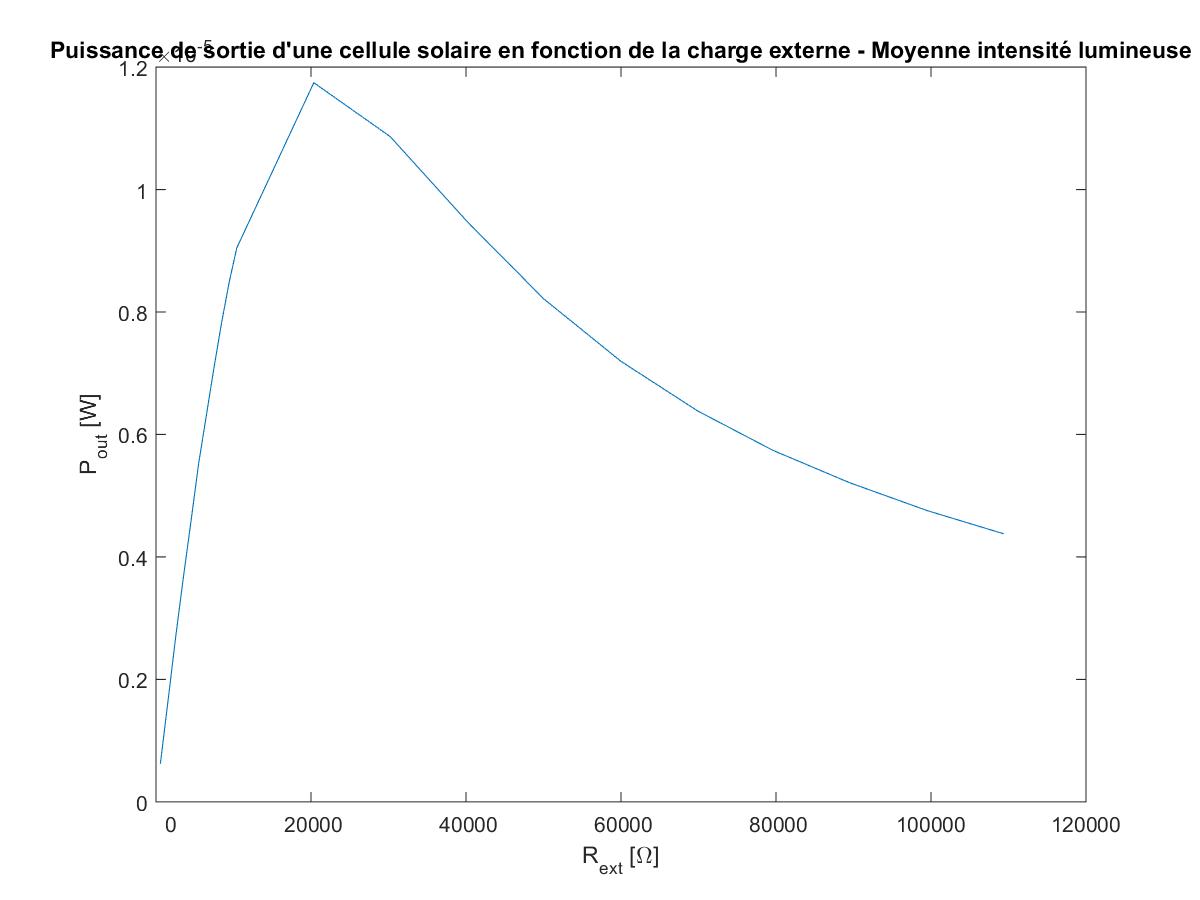 Puissance de sortie d'une cellule solaire en fonction de la charge externe - Moyenne intensité lumineuse
×10⁻⁵
1.2
1
0.8
0.6
0.4
0.2
0
P_out [W]
0 20000 40000 60000 80000 100000 120000
R_ext [Ω]